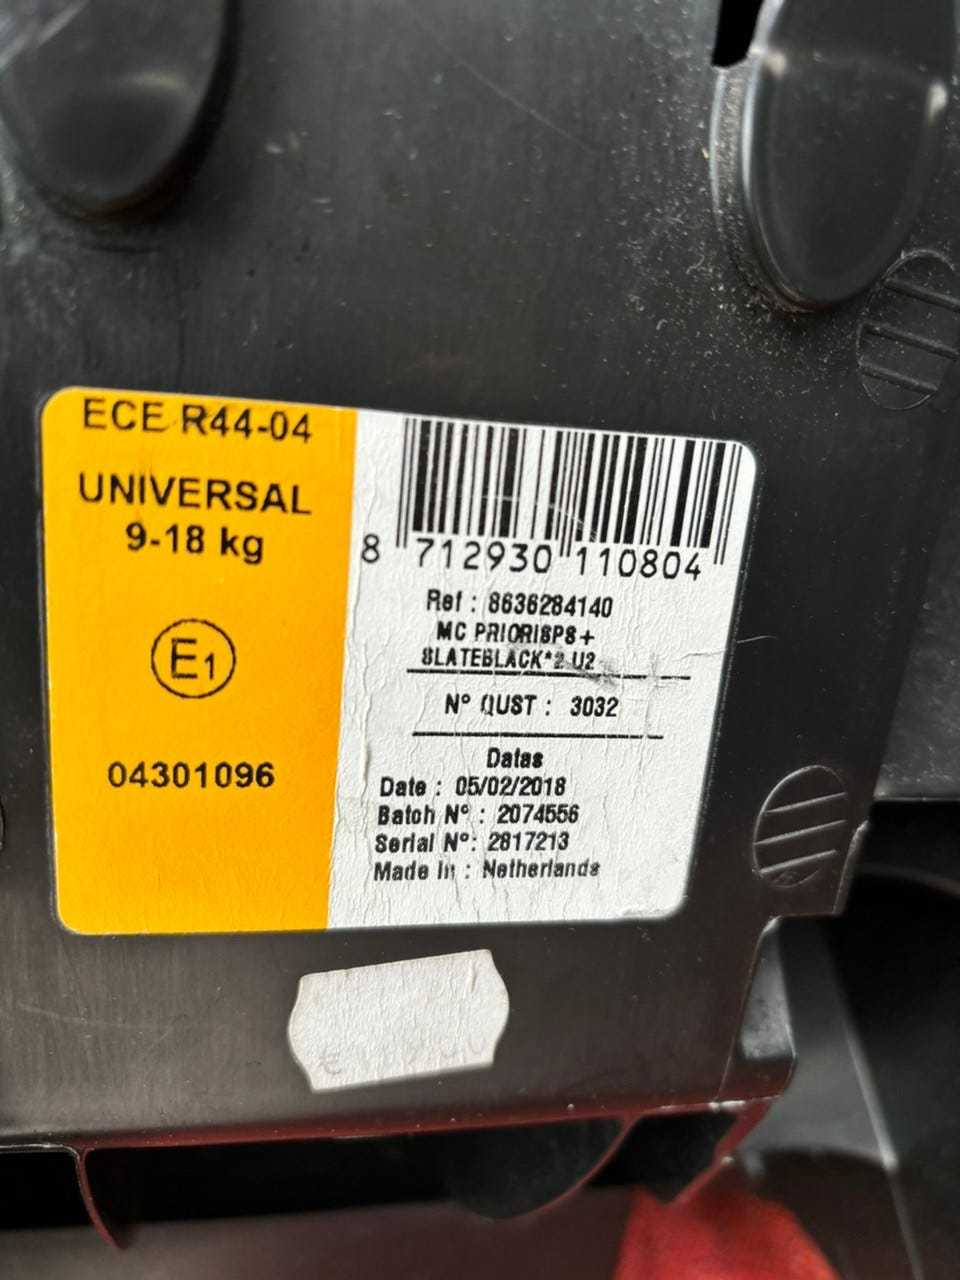 ECE R44-04
UNIVERSAL
9-18 kg
E1
04301096
8 712930 110804
Ref : 8636284140
MC PRIORISPS+
SLATEBLACK*2 U2
N° QUST : 3032
Datas
Date : 05/02/2018
Batch N° : 2074556
Serial N°: 2817213
Made In : Netherlands
€